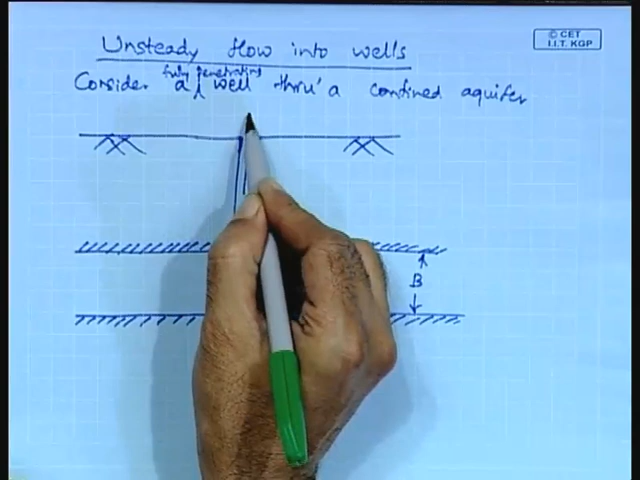 © CET
I.I.T. KGP
Unsteady flow into wells
fully penetrating
Consider a well thru' a confined aquifer
B